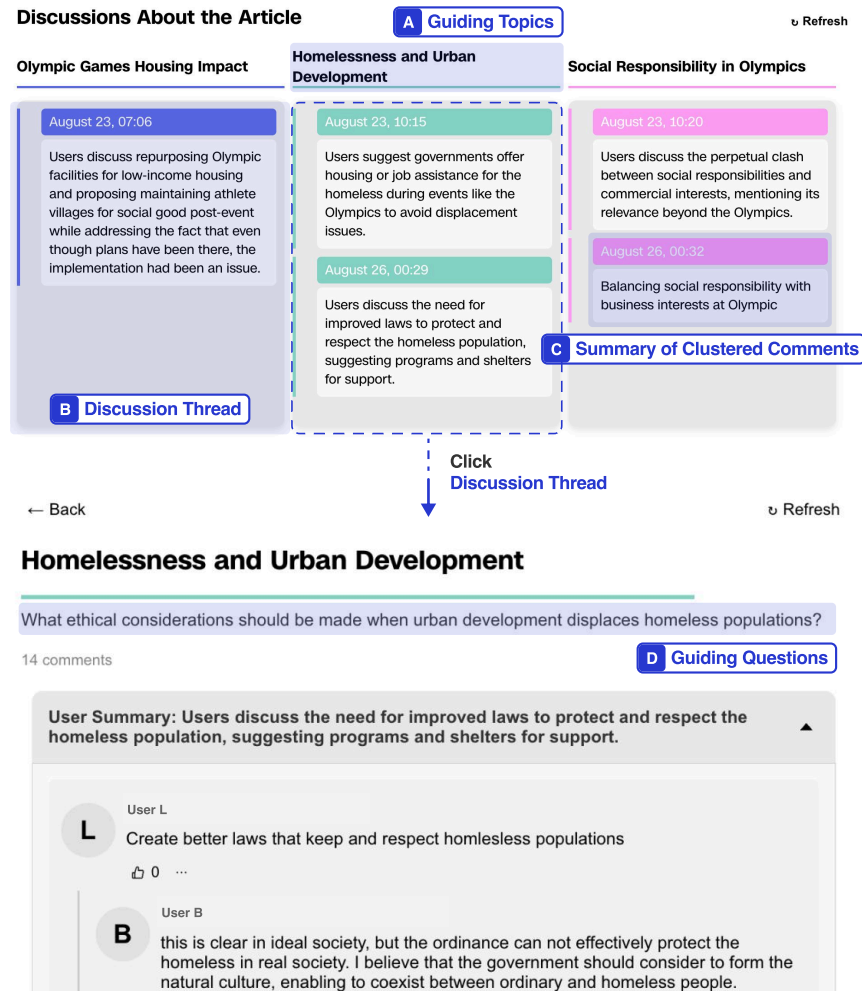 Discussions About the Article
A Guiding Topics
↻ Refresh
Olympic Games Housing Impact
Homelessness and Urban
Development
Social Responsibility in Olympics
August 23, 07:06
Users discuss repurposing Olympic
facilities for low-income housing
and proposing maintaining athlete
villages for social good post-event
while addressing the fact that even
though plans have been there, the
implementation had been an issue.
B Discussion Thread
August 23, 10:15
Users suggest governments offer
housing or job assistance for the
homeless during events like the
Olympics to avoid displacement
issues.
August 26, 00:29
Users discuss the need for
improved laws to protect and
respect the homeless population,
suggesting programs and shelters
for support.
August 23, 10:20
Users discuss the perpetual clash
between social responsibilities and
commercial interests, mentioning its
relevance beyond the Olympics.
August 26, 00:32
Balancing social responsibility with
business interests at Olympic
C Summary of Clustered Comments
Click
Discussion Thread
← Back
↻ Refresh
Homelessness and Urban Development
What ethical considerations should be made when urban development displaces homeless populations?
14 comments
D Guiding Questions
User Summary: Users discuss the need for improved laws to protect and respect the
homeless population, suggesting programs and shelters for support.
L
User L
Create better laws that keep and respect homlesless populations
0 ...
B
User B
this is clear in ideal society, but the ordinance can not effectively protect the
homeless in real society. I believe that the government should consider to form the
natural culture, enabling to coexist between ordinary and homeless people.